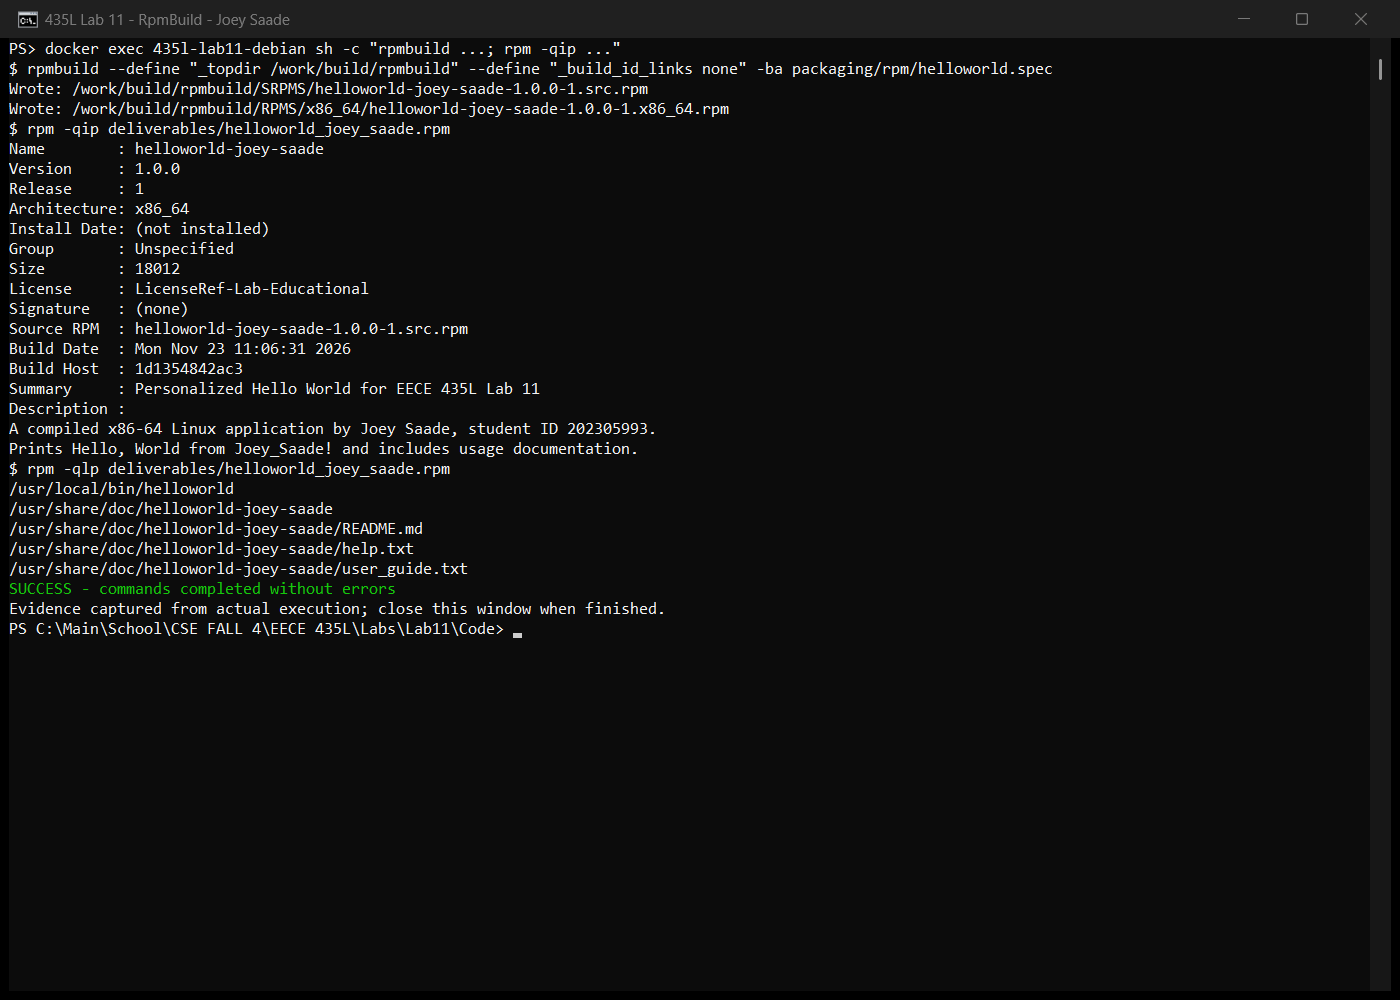 435L Lab 11 - RpmBuild - Joey Saade
PS> docker exec 435l-lab11-debian sh -c "rpmbuild ...; rpm -qip ..."
$ rpmbuild --define "_topdir /work/build/rpmbuild" --define "_build_id_links none" -ba packaging/rpm/helloworld.spec
Wrote: /work/build/rpmbuild/SRPMS/helloworld-joey-saade-1.0.0-1.src.rpm
Wrote: /work/build/rpmbuild/RPMS/x86_64/helloworld-joey-saade-1.0.0-1.x86_64.rpm
$ rpm -qip deliverables/helloworld_joey_saade.rpm
Name        : helloworld-joey-saade
Version     : 1.0.0
Release     : 1
Architecture: x86_64
Install Date: (not installed)
Group       : Unspecified
Size        : 18012
License     : LicenseRef-Lab-Educational
Signature   : (none)
Source RPM  : helloworld-joey-saade-1.0.0-1.src.rpm
Build Date  : Mon Nov 23 11:06:31 2026
Build Host  : 1d1354842ac3
Summary     : Personalized Hello World for EECE 435L Lab 11
Description :
A compiled x86-64 Linux application by Joey Saade, student ID 202305993.
Prints Hello, World from Joey_Saade! and includes usage documentation.
$ rpm -qlp deliverables/helloworld_joey_saade.rpm
/usr/local/bin/helloworld
/usr/share/doc/helloworld-joey-saade
/usr/share/doc/helloworld-joey-saade/README.md
/usr/share/doc/helloworld-joey-saade/help.txt
/usr/share/doc/helloworld-joey-saade/user_guide.txt
SUCCESS - commands completed without errors
Evidence captured from actual execution; close this window when finished.
PS C:\Main\School\CSE FALL 4\EECE 435L\Labs\Lab11\Code>